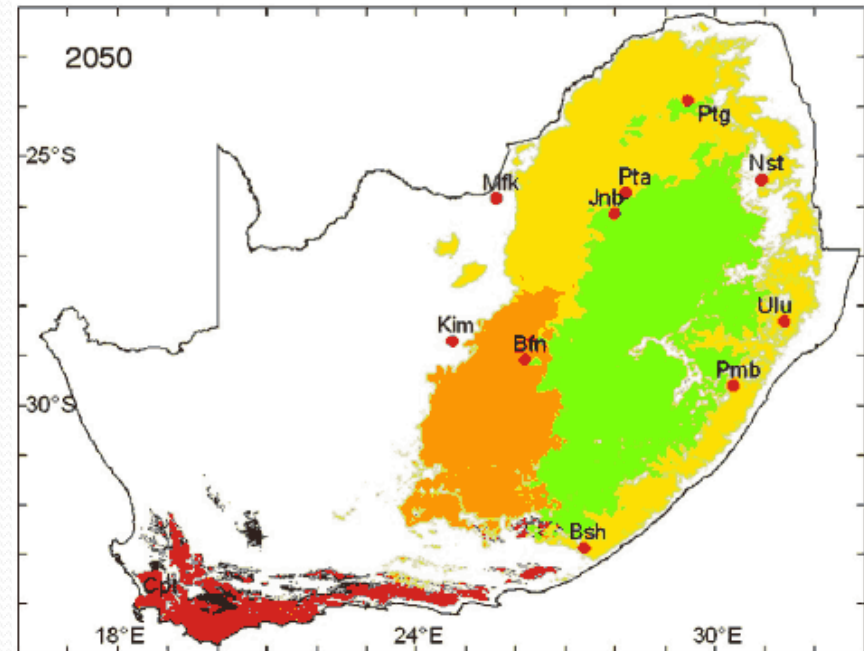 2050
Ptg
25°S
Nst
Mfk
Pta
Jnb
Ulu
Kim
Bfn
Pmb
30°S
Bsh
Cpt
18°E
24°E
30°E